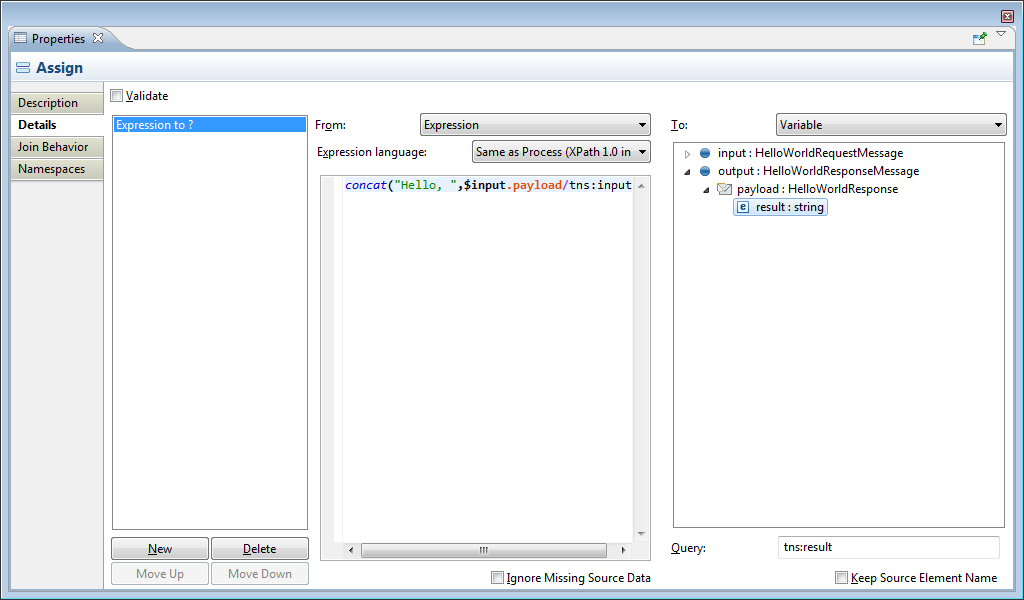 Properties
Assign
Description
Details
Join Behavior
Namespaces
Validate
Expression to ?
New
Delete
Move Up
Move Down
From:
Expression
Expression language:
Same as Process (XPath 1.0 in
concat("Hello, ",$input.payload/tns:input
Ignore Missing Source Data
To:
Variable
input : HelloWorldRequestMessage
output : HelloWorldResponseMessage
payload : HelloWorldResponse
e result : string
Query:
tns:result
Keep Source Element Name